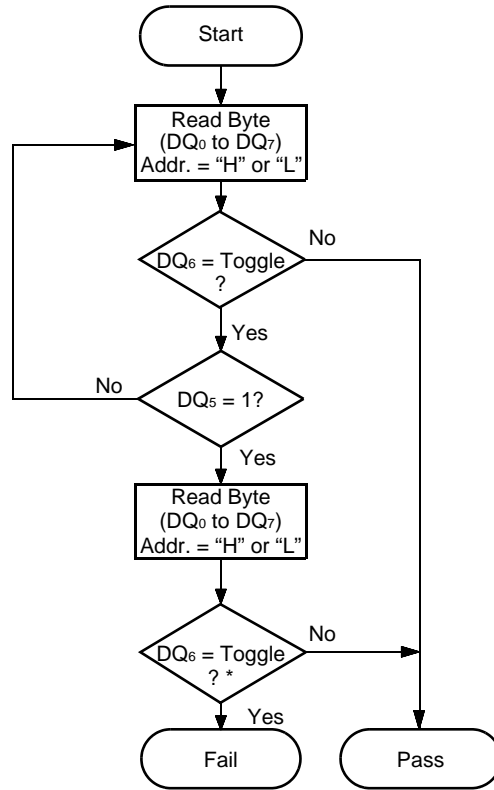 Start
Read Byte
(DQ0 to DQ7)
Addr. = “H” or “L”
No
DQ6 = Toggle
?
Yes
No
DQ5 = 1?
Yes
Read Byte
(DQ0 to DQ7)
Addr. = “H” or “L”
No
DQ6 = Toggle
? *
Yes
Fail
Pass